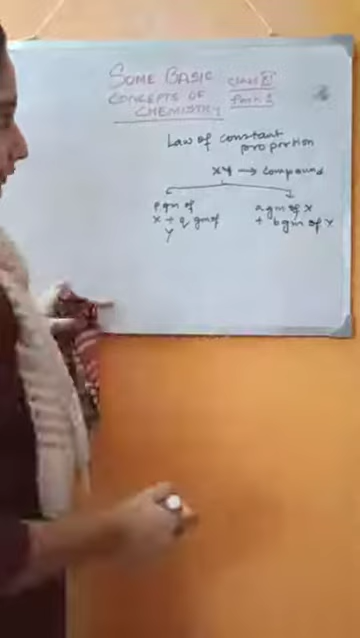 SOME BASIC
CONCEPTS OF
CHEMISTRY
class XI
Part 2
Law of constant
proportion
XY → compound
p gm of
X + q gm of
Y
a gm of X
+ b gm of Y